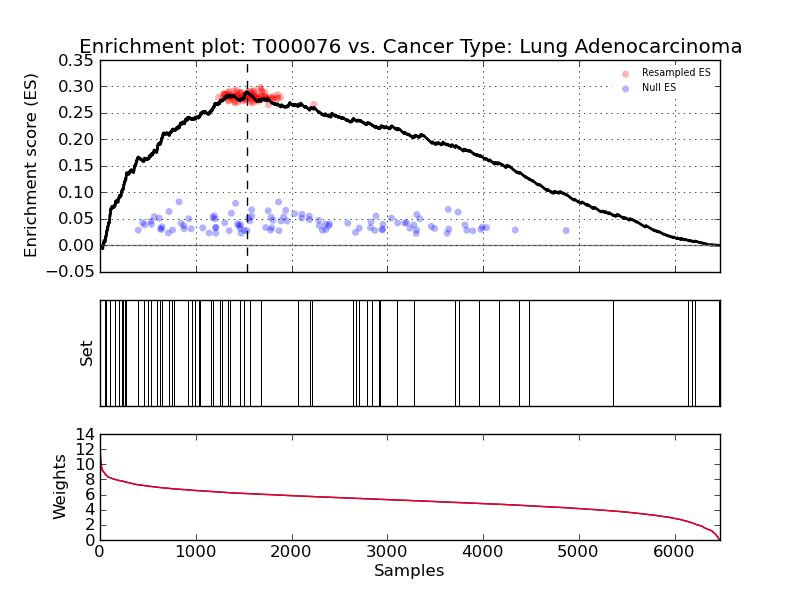 Enrichment plot: T000076 vs. Cancer Type: Lung Adenocarcinoma
Enrichment score (ES)
0.35
0.30
0.25
0.20
0.15
0.10
0.05
0.00
−0.05
Resampled ES
Null ES
Set
Weights
14
12
10
8
6
4
2
0
0 1000 2000 3000 4000 5000 6000
Samples